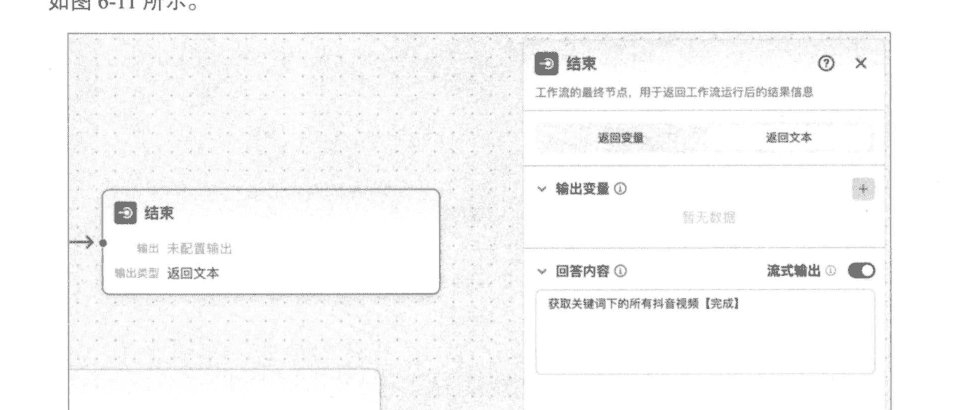 如图 6-11 所示。
结束
工作流的最终节点，用于返回工作流运行后的结果信息
返回变量 返回文本
输出变量
暂无数据
结束
输出 未配置输出
输出类型 返回文本
回答内容 流式输出
获取关键词下的所有抖音视频【完成】